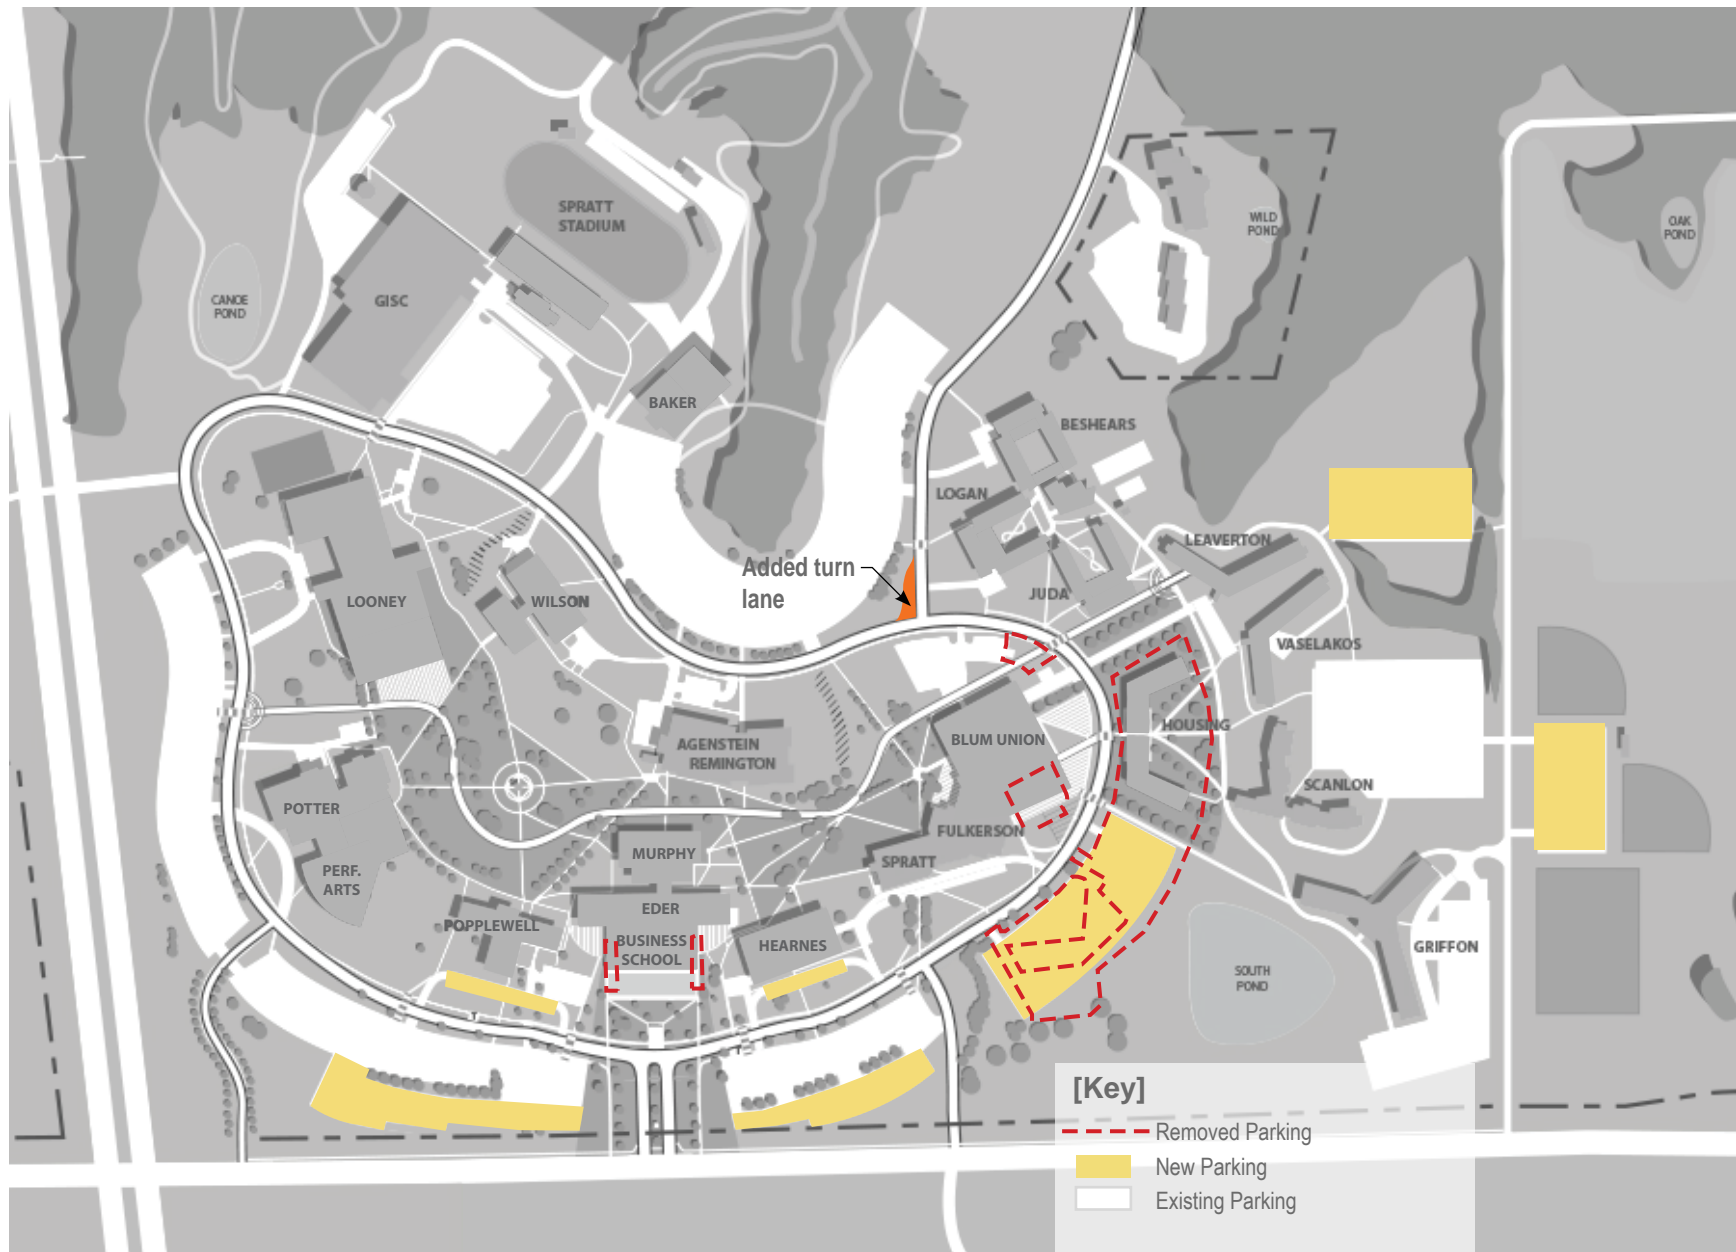 SPRATT
STADIUM
WILD
POND
OAK
POND
CANOE
POND
GISC
BAKER
BESHEARS
LOGAN
LEAVERTON
Added turn
lane
JUDA
LOONEY
WILSON
VASELAKOS
HOUSING
BLUM UNION
AGENSTEIN
REMINGTON
SCANLON
POTTER
FULKERSON
MURPHY
SPRATT
PERF.
ARTS
EDER
POPPLEWELL
BUSINESS
SCHOOL
HEARNES
GRIFFON
SOUTH
POND
T
T
[Key]
Removed Parking
New Parking
Existing Parking